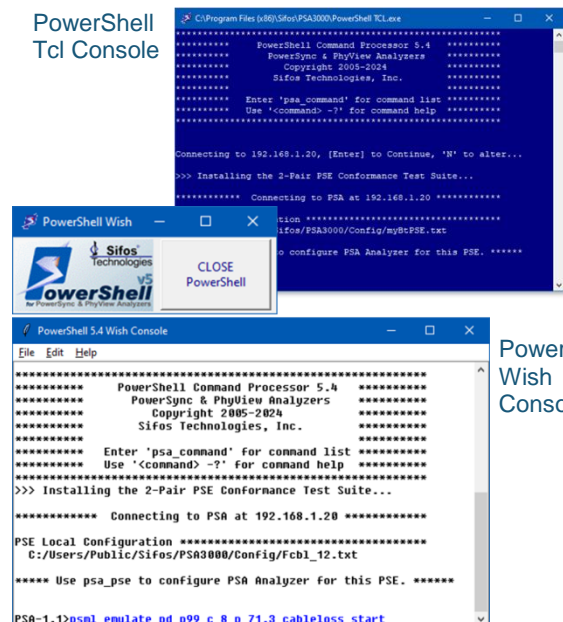 PowerShell
Tcl Console
C:\Program Files (x86)\Sifos\PSA3000\PowerShell TCL.exe
****************************************************
********** PowerShell Command Processor 5.4 **********
********** PowerSync & PhyView Analyzers **********
********** Copyright 2005-2024 **********
********** Sifos Technologies, Inc. **********
********** **********
********** Enter 'psa_command' for command list **********
********** Use '<command> -?' for command help **********
****************************************************
Connecting to 192.168.1.20, [Enter] to Continue, 'N' to alter...
>>> Installing the 2-Pair PSE Conformance Test Suite...
************ Connecting to PSA at 192.168.1.20 ************
ation ************************************
ifos/PSA3000/Config/myBtPSE.txt
o configure PSA Analyzer for this PSE. ******
PowerShell Wish
Sifos
Technologies
v5
owerShell
for PowerSync & PhyView Analyzers
CLOSE
PowerShell
PowerShell 5.4 Wish Console
File Edit Help
****************************************************
********** PowerShell Command Processor 5.4 **********
********** PowerSync & PhyView Analyzers **********
********** Copyright 2005-2024 **********
********** Sifos Technologies, Inc. **********
********** **********
********** Enter 'psa_command' for command list **********
********** Use '<command> -?' for command help **********
****************************************************
>>> Installing the 2-Pair PSE Conformance Test Suite...
************ Connecting to PSA at 192.168.1.20 ************
PSE Local Configuration ************************************
C:/Users/Public/Sifos/PSA3000/Config/Fcbl_12.txt
***** Use psa_pse to configure PSA Analyzer for this PSE. ******
PSA-1,1>psml emulate pd p99 c 8 p 71.3 cableloss start
Power
Wish
Conso